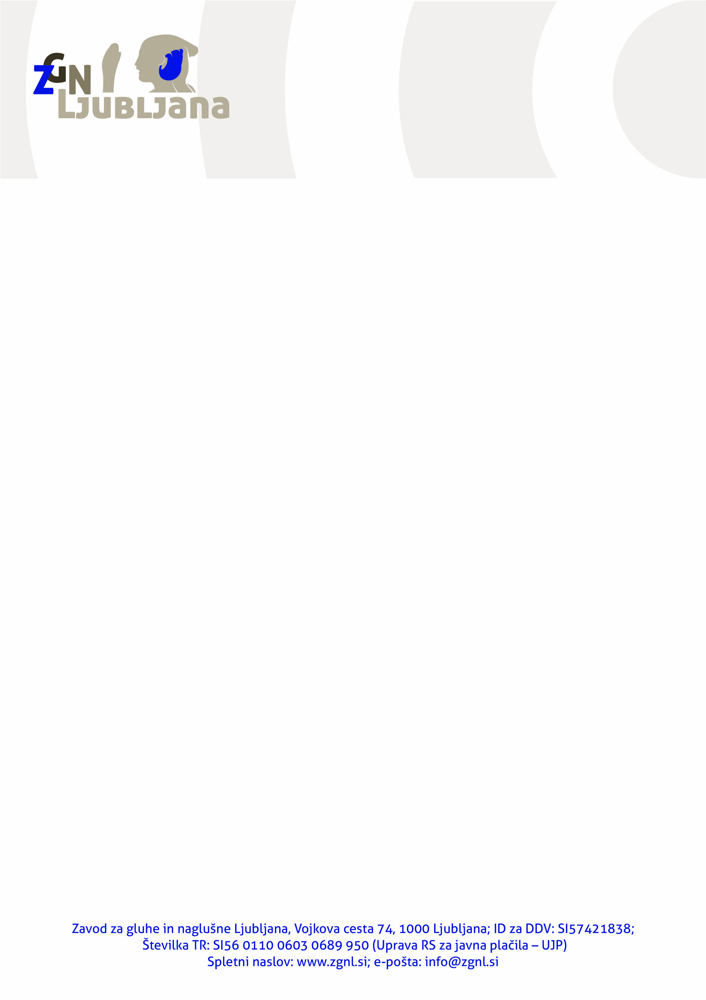 ZGN
Ljubljana
Zavod za gluhe in naglušne Ljubljana, Vojkova cesta 74, 1000 Ljubljana; ID za DDV: SI57421838;
Številka TR: SI56 0110 0603 0689 950 (Uprava RS za javna plačila – UJP)
Spletni naslov: www.zgnl.si; e-pošta: info@zgnl.si